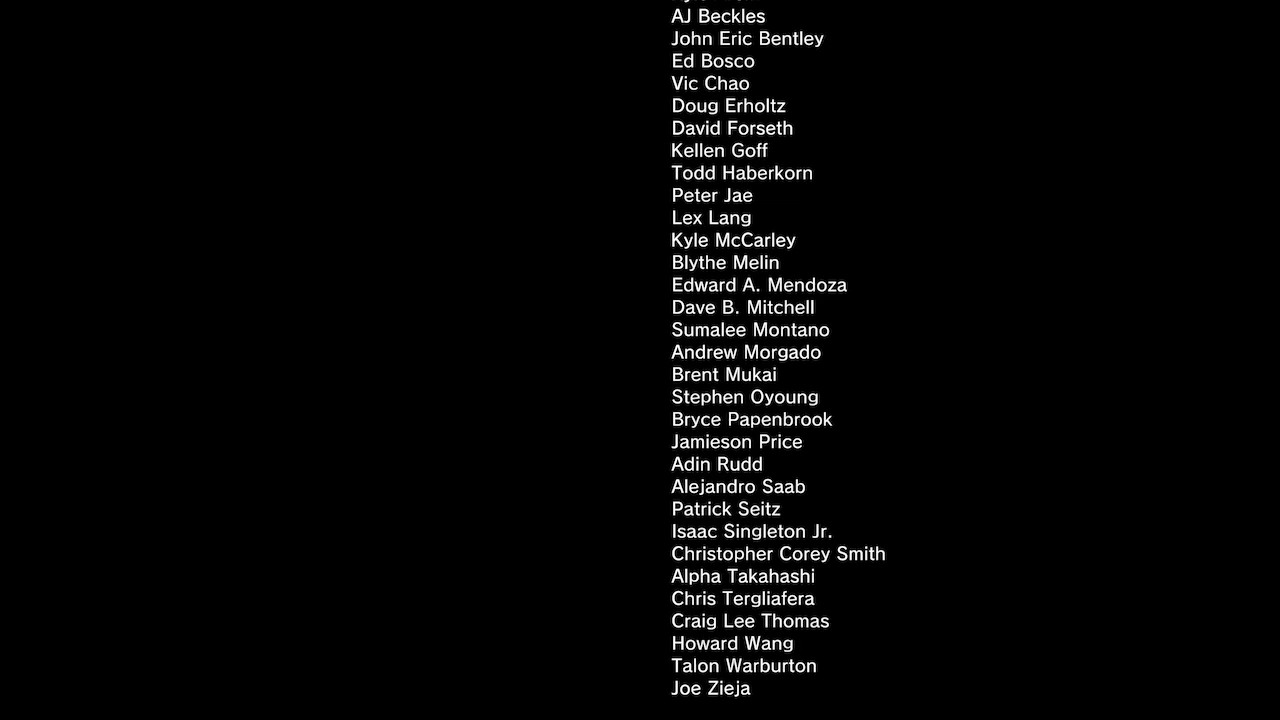 AJ Beckles
John Eric Bentley
Ed Bosco
Vic Chao
Doug Erholtz
David Forseth
Kellen Goff
Todd Haberkorn
Peter Jae
Lex Lang
Kyle McCarley
Blythe Melin
Edward A. Mendoza
Dave B. Mitchell
Sumalee Montano
Andrew Morgado
Brent Mukai
Stephen Oyoung
Bryce Papenbrook
Jamieson Price
Adin Rudd
Alejandro Saab
Patrick Seitz
Isaac Singleton Jr.
Christopher Corey Smith
Alpha Takahashi
Chris Tergliafera
Craig Lee Thomas
Howard Wang
Talon Warburton
Joe Zieja